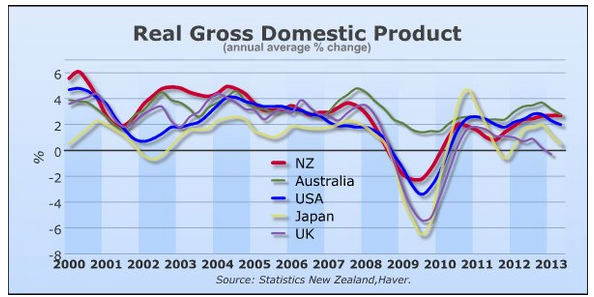 Real Gross Domestic Product
(annual average % change)
6
4
2
0
-2
-4
-6
-8
%
NZ
Australia
USA
Japan
UK
2000 2001 2002 2003 2004 2005 2006 2007 2008 2009 2010 2011 2012 2013
Source: Statistics New Zealand,Haver.